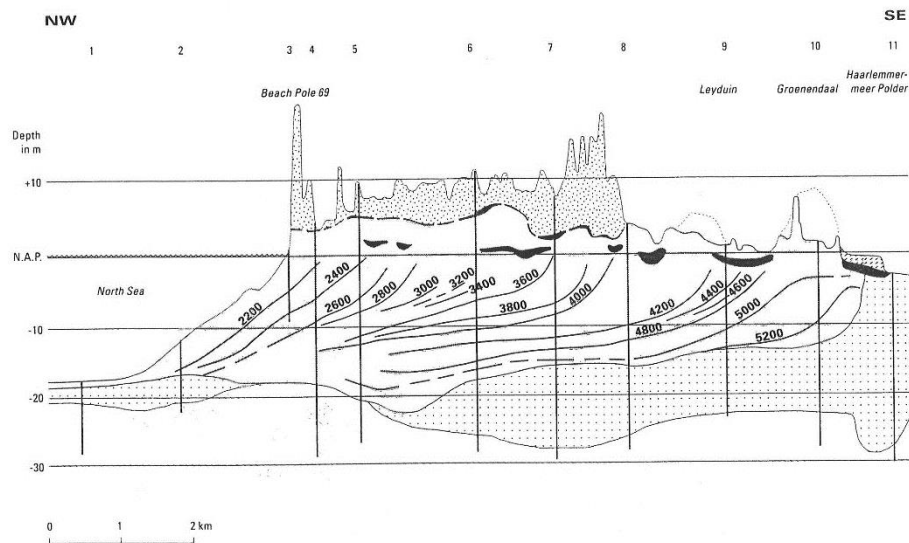 NW
SE
1 2 3 4 5 6 7 8 9 10 11
Beach Pole 69
Leyduin
Groenendaal
Haarlemmer-
meer Polder
Depth
in m
+10
N.A.P.
North Sea
-10
-20
-30
2200
2400
2600
2800
3000
3200
3400
3600
3800
4000
4200
4400
4600
4800
5000
5200
0 1 2 km